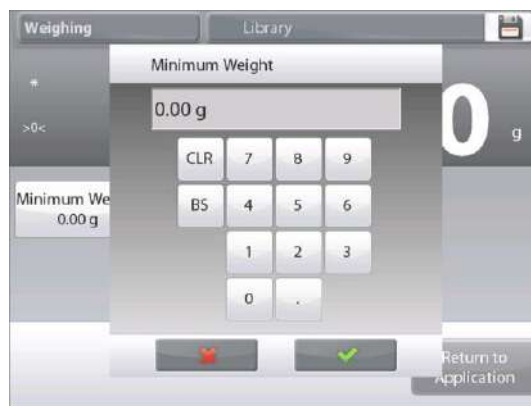 Weighing
Library
Minimum Weight
*
0.00 g
0
g
>0<
CLR 7 8 9
Minimum We
0.00 g
BS 4 5 6
1 2 3
0 .
Return to
Application